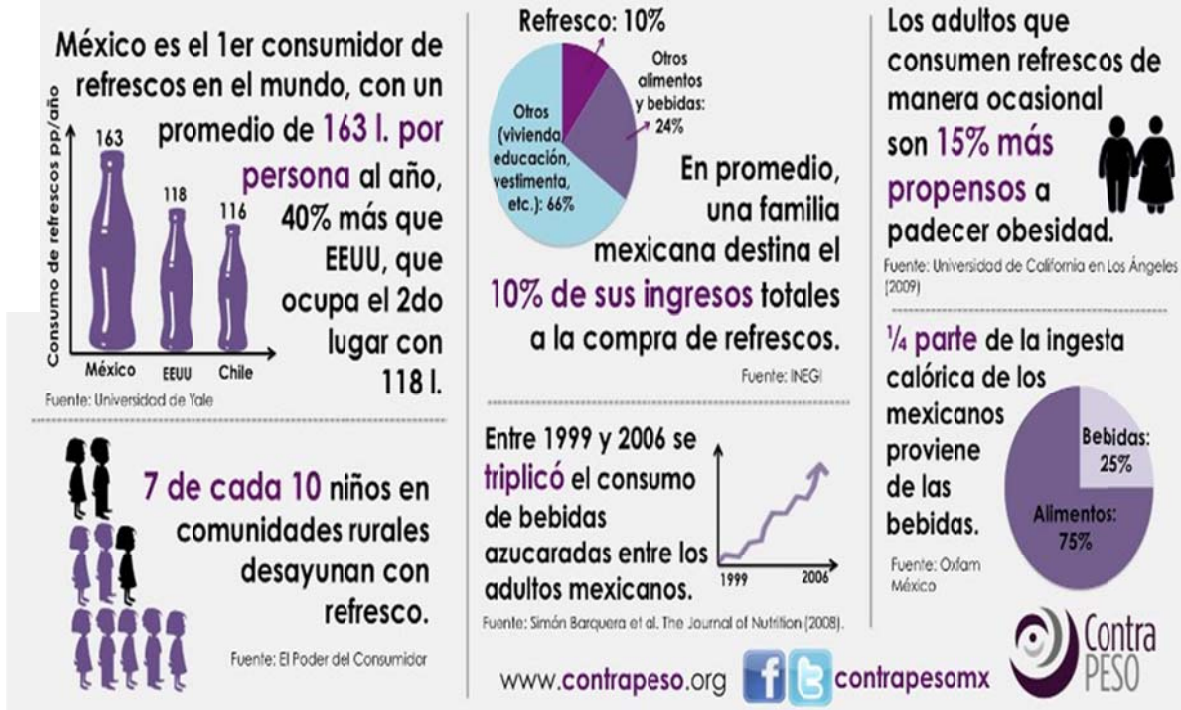 México es el 1er consumidor de
refrescos en el mundo, con un
promedio de 163 l. por
persona al año,
40% más que
EEUU, que
ocupa el 2do
lugar con
118 l.
Consumo de refrescos pp/año
163
118
116
México
EEUU
Chile
Fuente: Universidad de Yale
7 de cada 10 niños en
comunidades rurales
desayunan con
refresco.
Fuente: El Poder del Consumidor
Refresco: 10%
Otros
alimentos
y bebidas:
24%
Otros
(vivienda,
educación,
vestimenta,
etc.): 66%
En promedio,
una familia
mexicana destina el
10% de sus ingresos totales
a la compra de refrescos.
Fuente: INEGI
Entre 1999 y 2006 se
triplicó el consumo
de bebidas
azucaradas entre los
adultos mexicanos.
1999
2006
Fuente: Simón Barquera et al. The Journal of Nutrition (2008).
www.contrapeso.org
f
t
contrapesomx
Los adultos que
consumen refrescos de
manera ocasional
son 15% más
propensos a
padecer obesidad.
Fuente: Universidad de California en Los Ángeles
(2009)
¼ parte de la ingesta
calórica de los
mexicanos
proviene
de las
bebidas.
Bebidas:
25%
Alimentos:
75%
Fuente: Oxfam
México
Contra
PESO